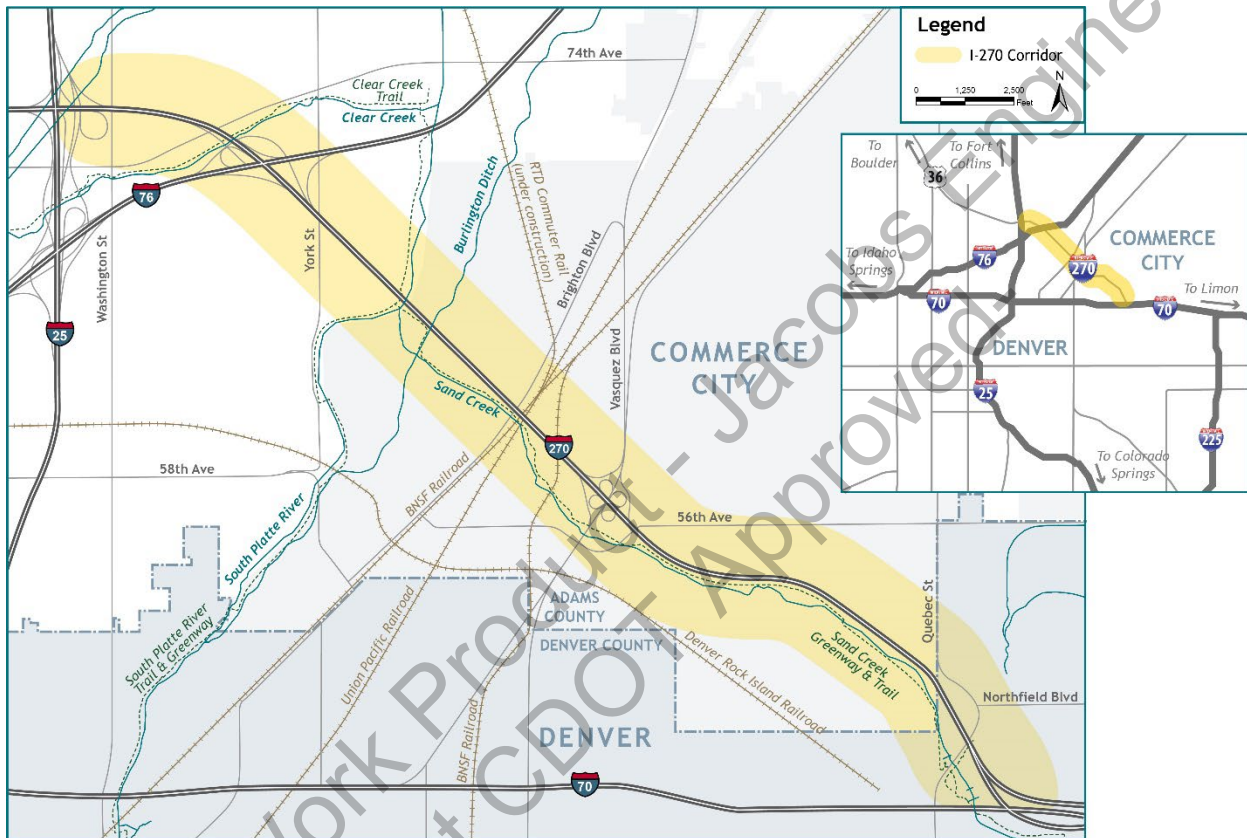 Legend
I-270 Corridor
0 1,250 2,500
Feet
N
74th Ave
Clear Creek
Trail
Clear Creek
76
Washington St
York St
25
Burlington Ditch
RTD Commuter Rail
(under construction)
Brighton Blvd
Vasquez Blvd
COMMERCE
CITY
Sand Creek
270
58th Ave
BNSF Railroad
56th Ave
South Platte River
South Platte River
Trail & Greenway
Union Pacific Railroad
BNSF Railroad
ADAMS
COUNTY
DENVER COUNTY
Denver Rock Island Railroad
Sand Creek
Greenway & Trail
Quebec St
Northfield Blvd
DENVER
70
To
Boulder
To Fort
Collins
36
COMMERCE
CITY
To Idaho
Springs
76
270
70
To Limon
70
DENVER
25
225
To Colorado
Springs
ork Product - Jacobs Engine
t CDOT Approved-